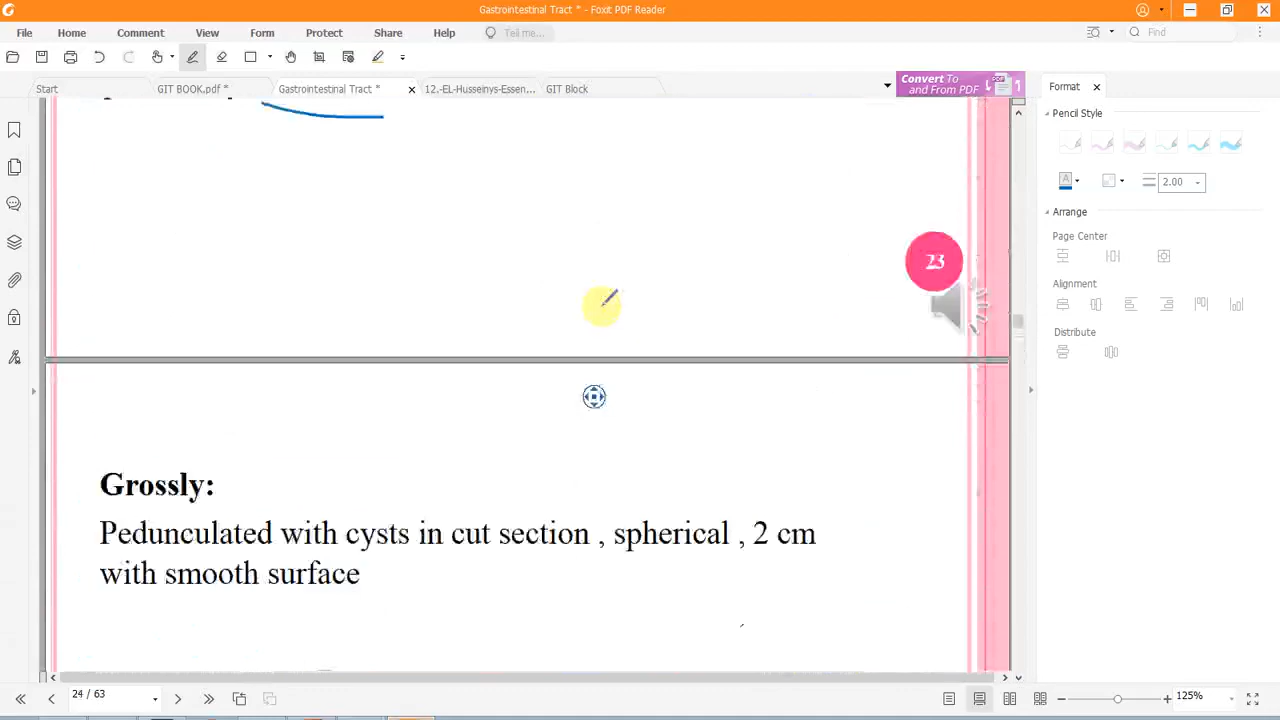 Gastrointestinal Tract * - Foxit PDF Reader
File Home Comment View Form Protect Share Help Tell me... Find
Start GIT BOOK.pdf * Gastrointestinal Tract * 12.-EL-Husseinys-Essen... GIT Block
Convert To
and From PDF
PDF
Format
Pencil Style
A
2.00
Arrange
Page Center
Alignment
Distribute
23
Grossly:
Pedunculated with cysts in cut section , spherical , 2 cm
with smooth surface
24 / 63
125%